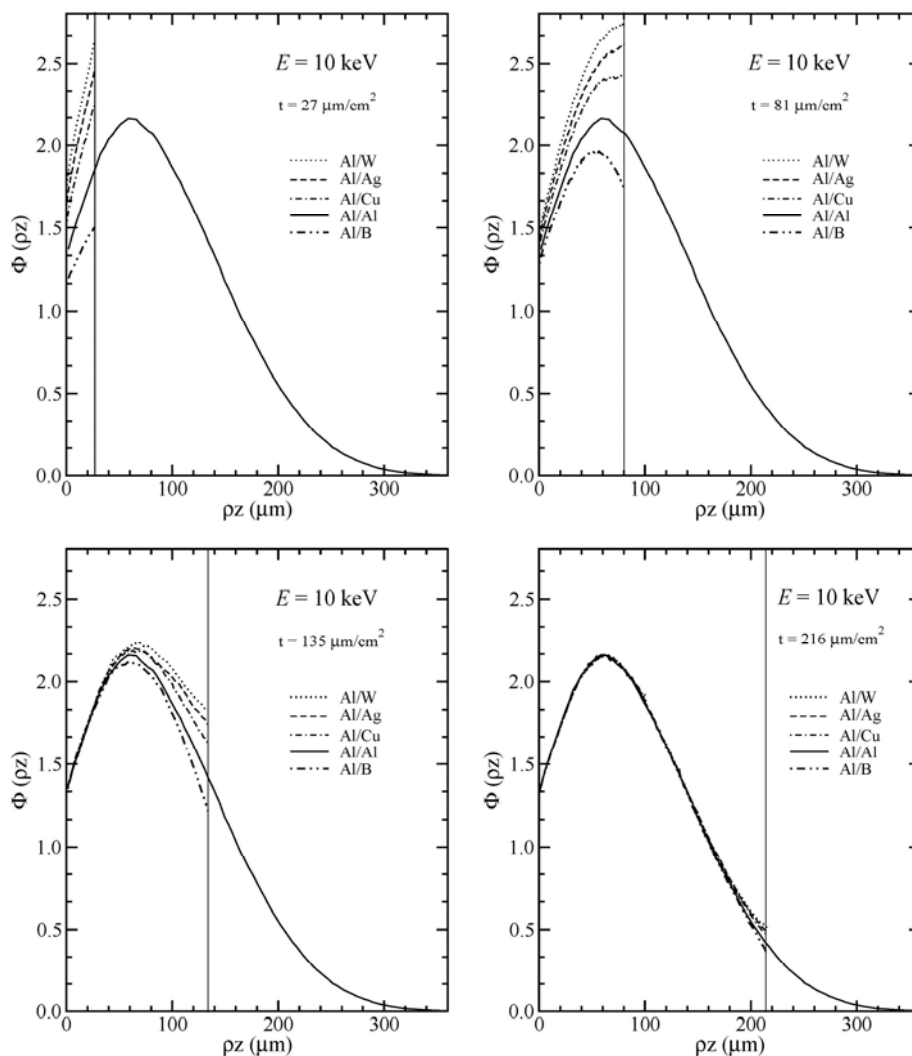 E = 10 keV
t = 27 μm/cm²
Al/W
Al/Ag
Al/Cu
Al/Al
Al/B
Φ (ρz)
2.5
2.0
1.5
1.0
0.5
0.0
0 100 200 300
ρz (μm)
E = 10 keV
t = 81 μm/cm²
Al/W
Al/Ag
Al/Cu
Al/Al
Al/B
Φ (ρz)
2.5
2.0
1.5
1.0
0.5
0.0
0 100 200 300
ρz (μm)
E = 10 keV
t = 135 μm/cm²
Al/W
Al/Ag
Al/Cu
Al/Al
Al/B
Φ (ρz)
2.5
2.0
1.5
1.0
0.5
0.0
0 100 200 300
ρz (μm)
E = 10 keV
t = 216 μm/cm²
Al/W
Al/Ag
Al/Cu
Al/Al
Al/B
Φ (ρz)
2.5
2.0
1.5
1.0
0.5
0.0
0 100 200 300
ρz (μm)